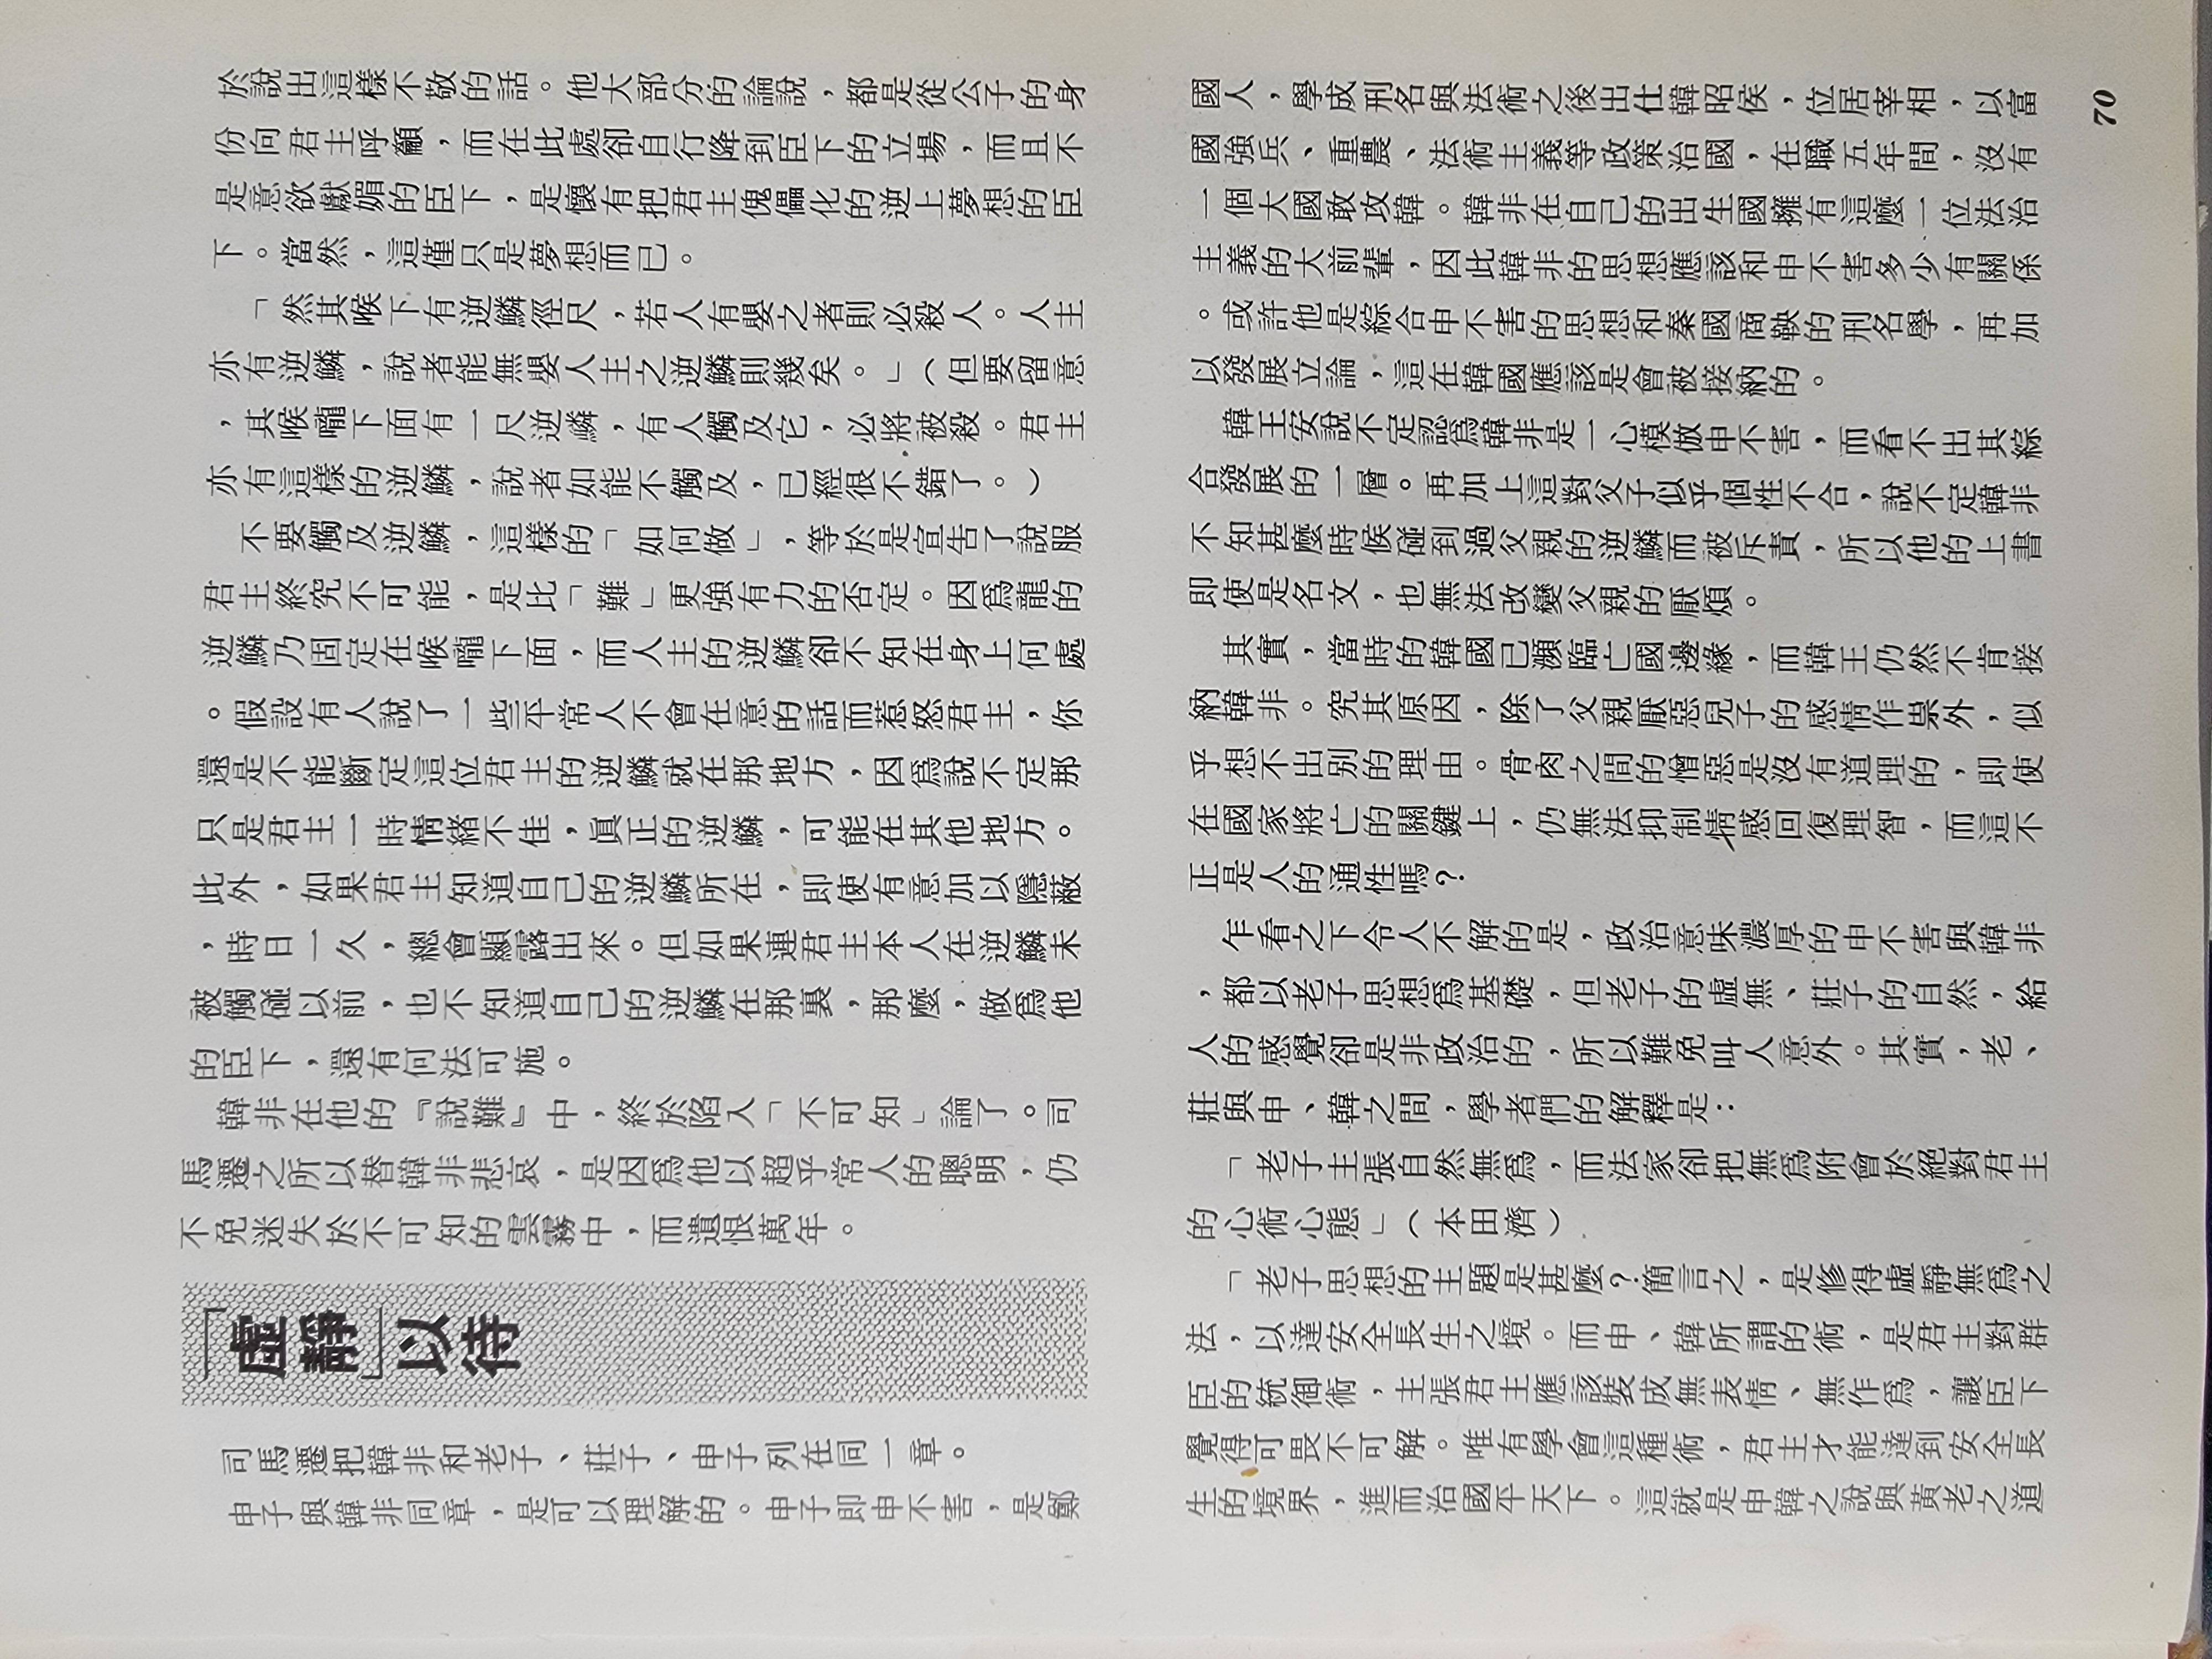 於說出這樣不敬的話。他大部分的論說，都是從公子的身
份向君主呼籲，而在此處卻自行降到臣下的立場，而且不
是意欲獻媚的臣下，是懷有把君主傀儡化的逆上夢想的臣
下。當然，這僅只是夢想而已。
「然其喉下有逆鱗徑尺，若人有嬰之者則必殺人。人主
亦有逆鱗，說者能無嬰人主之逆鱗則幾矣。」（但要留意
，其喉嚨下面有一尺逆鱗，有人觸及它，必將被殺。君主
亦有這樣的逆鱗，說者如能不觸及，已經很不錯了。）
不要觸及逆鱗，這樣的「如何做」，等於是宣告了說服
君主終究不可能，是比「難」更強有力的否定。因爲龍的
逆鱗乃固定在喉嚨下面，而人主的逆鱗卻不知在身上何處
。假設有人說了一些平常人不會在意的話而惹怒君主，你
還是不能斷定這位君主的逆鱗就在那地方，因爲說不定那
只是君主一時情緒不佳，眞正的逆鱗，可能在其他地方。
此外，如果君主知道自己的逆鱗所在，即使有意加以隱蔽
，時日一久，總會顯露出來。但如果連君主本人在逆鱗未
被觸碰以前，也不知道自己的逆鱗在那裏，那麼，做爲他
的臣下，還有何法可施。
韓非在他的『說難』中，終於陷入「不可知」論了。司
馬遷之所以替韓非悲哀，是因爲他以超乎常人的聰明，仍
不免迷失於不可知的雲霧中，而遺恨萬年。
「虛靜」以待
司馬遷把韓非和老子、莊子、申子列在同一章。
申子與韓非同章，是可以理解的。申子即申不害，是鄭
國人，學成刑名與法術之後出仕韓昭侯，位居宰相，以富
國強兵、重農、法術主義等政策治國，在職五年間，沒有
一個大國敢攻韓。韓非在自己的出生國擁有這麼一位法治
主義的大前輩，因此韓非的思想應該和申不害多少有關係
。或許他是綜合申不害的思想和秦國商鞅的刑名學，再加
以發展立論，這在韓國應該是會被接納的。
韓王安說不定認爲韓非是一心模倣申不害，而看不出其綜
合發展的一層。再加上這對父子似乎個性不合，說不定韓非
不知甚麼時侯碰到過父親的逆鱗而被斥責，所以他的上書
即使是名文，也無法改變父親的厭煩。
其實，當時的韓國已瀕臨亡國邊緣，而韓王仍然不肯接
納韓非。究其原因，除了父親厭惡兒子的感情作祟外，似
乎想不出別的理由。骨肉之間的憎惡是沒有道理的，即使
在國家將亡的關鍵上，仍無法抑制情感回復理智，而這不
正是人的通性嗎？
乍看之下令人不解的是，政治意味濃厚的申不害與韓非
，都以老子思想爲基礎，但老子的虛無、莊子的自然，給
人的感覺卻是非政治的，所以難免叫人意外。其實，老、
莊與申、韓之間，學者們的解釋是：
「老子主張自然無爲，而法家卻把無爲附會於絕對君主
的心術心態」（本田濟）
「老子思想的主題是甚麼？簡言之，是修得虛靜無爲之
法，以達安全長生之境。而申、韓所謂的術，是君主對群
臣的統御術，主張君主應該裝成無表情、無作爲，讓臣下
覺得可畏不可解。唯有學會這種術，君主才能達到安全長
生的境界，進而治國平天下。這就是申韓之說與黃老之道
70